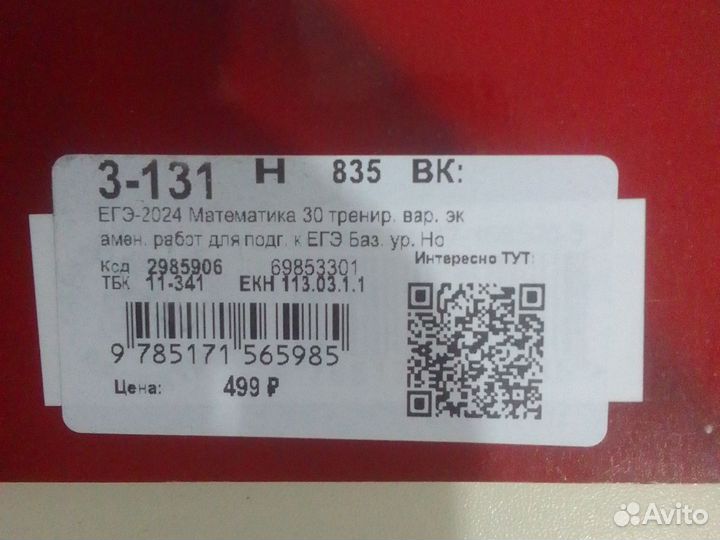 3-131 Н 835 ВК:
ЕГЭ-2024 Математика 30 тренир. вар. эк
амен. работ для подг. к ЕГЭ Баз. ур. Но
Код 2985906 69853301
Интересно ТУТ:
ТБК 11-341 ЕКН 113.03.1.1
9 785171 565985
Цена: 499 ₽
Avito